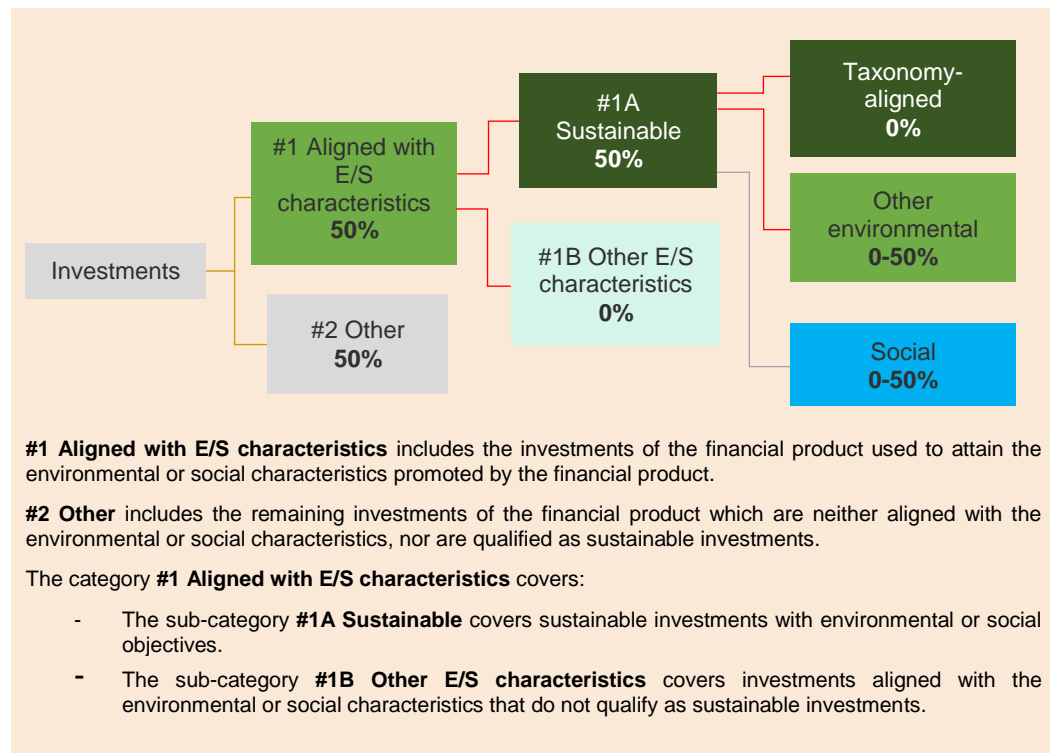 Investments
#1 Aligned with
E/S
characteristics
50%
#2 Other
50%
#1A
Sustainable
50%
#1B Other E/S
characteristics
0%
Taxonomy-
aligned
0%
Other
environmental
0-50%
Social
0-50%
#1 Aligned with E/S characteristics includes the investments of the financial product used to attain the
environmental or social characteristics promoted by the financial product.
#2 Other includes the remaining investments of the financial product which are neither aligned with the
environmental or social characteristics, nor are qualified as sustainable investments.
The category #1 Aligned with E/S characteristics covers:
- The sub-category #1A Sustainable covers sustainable investments with environmental or social
objectives.
- The sub-category #1B Other E/S characteristics covers investments aligned with the
environmental or social characteristics that do not qualify as sustainable investments.